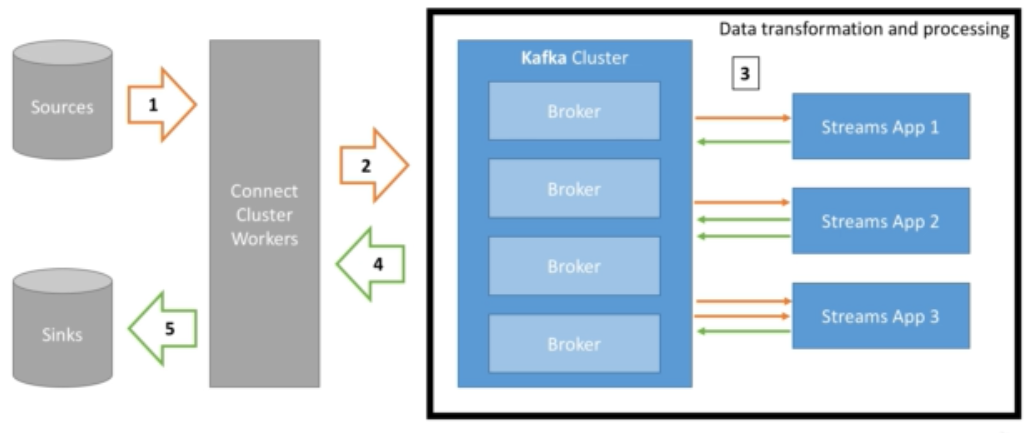 Data transformation and processing
Kafka Cluster
3
Sources
1
Broker
Streams App 1
2
Connect
Cluster
Workers
Broker
Streams App 2
4
Broker
Sinks
5
Broker
Streams App 3